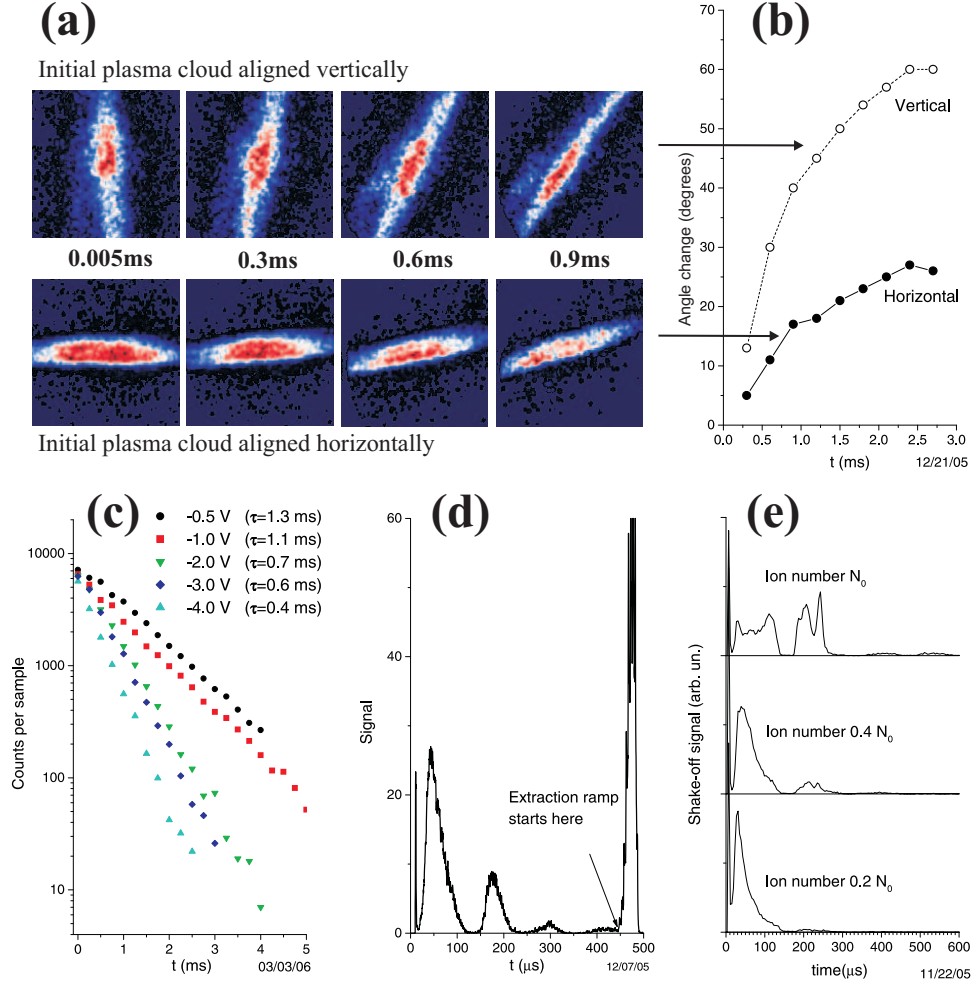 (a)
Initial plasma cloud aligned vertically
0.005ms 0.3ms 0.6ms 0.9ms
Initial plasma cloud aligned horizontally
(b)
70
60
50
40
30
20
10
0
Angle change (degrees)
Vertical
Horizontal
0.0 0.5 1.0 1.5 2.0 2.5 3.0
t (ms)
12/21/05
(c)
-0.5 V (τ=1.3 ms)
-1.0 V (τ=1.1 ms)
-2.0 V (τ=0.7 ms)
-3.0 V (τ=0.6 ms)
-4.0 V (τ=0.4 ms)
10000
1000
100
10
Counts per sample
0 1 2 3 4 5
t (ms)
03/03/06
(d)
60
40
20
0
Signal
Extraction ramp
starts here
0 100 200 300 400 500
t (μs)
12/07/05
(e)
Shake-off signal (arb. un.)
Ion number N₀
Ion number 0.4 N₀
Ion number 0.2 N₀
0 100 200 300 400 500 600
time(μs)
11/22/05